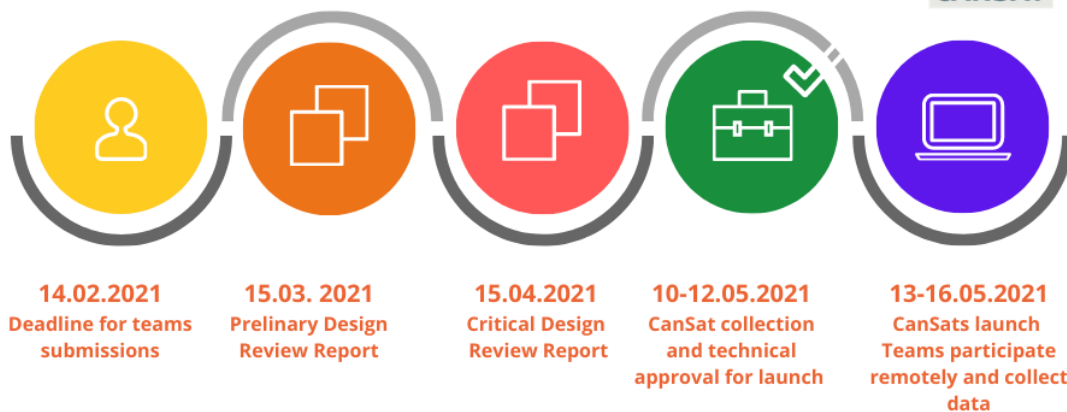 14.02.2021
Deadline for teams
submissions
15.03. 2021
Prelinary Design
Review Report
15.04.2021
Critical Design
Review Report
10-12.05.2021
CanSat collection
and technical
approval for launch
13-16.05.2021
CanSats launch
Teams participate
remotely and collect
data